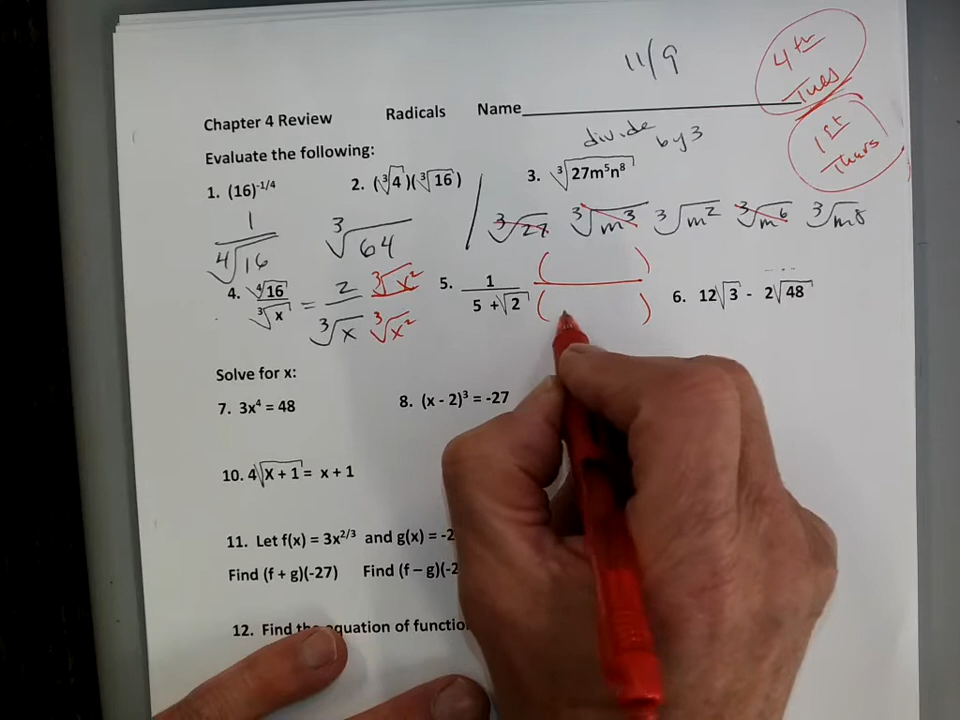 11/9
4th
Tues
1st
Thurs
Chapter 4 Review Radicals Name
divide by 3
Evaluate the following:
1. (16)^-1/4 2. (∛4)(∛16) 3. ∛27m⁵n⁸
1/⁴√16 ∛64 ∛27 ∛m³ ∛m² ∛m⁶ ∛m8
4. ⁴√16/∛x = 2/∛x ∛x²/∛x² 5. 1/(5 + √2) ( )/( ) 6. 12√3 - 2√48
Solve for x:
7. 3x⁴ = 48 8. (x - 2)³ = -27
10. 4√x + 1 = x + 1
11. Let f(x) = 3x^2/3 and g(x) = -2
Find (f + g)(-27) Find (f – g)(-2
12. Find the equation of functio